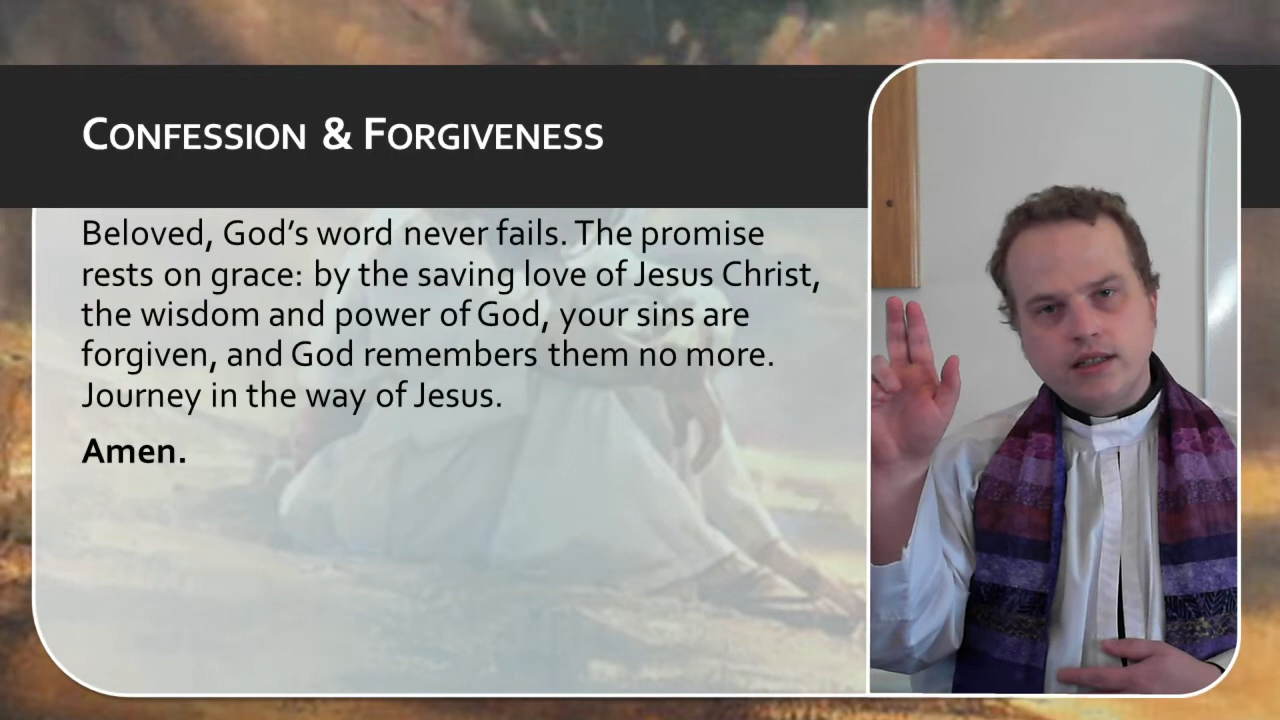 CONFESSION & FORGIVENESS
Beloved, God’s word never fails. The promise
rests on grace: by the saving love of Jesus Christ,
the wisdom and power of God, your sins are
forgiven, and God remembers them no more.
Journey in the way of Jesus.
Amen.